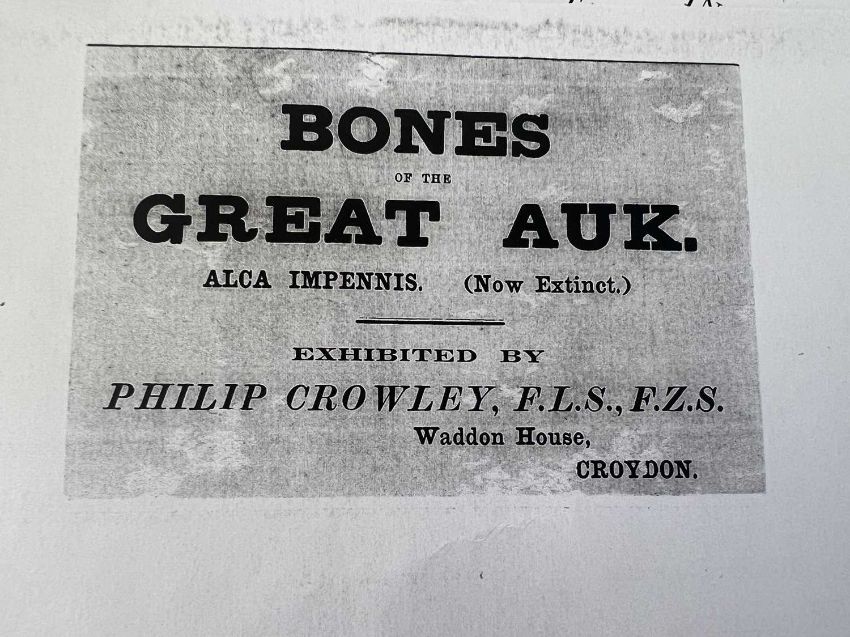 BONES
OF THE
GREAT AUK.
ALCA IMPENNIS. (Now Extinct.)
EXHIBITED BY
PHILIP CROWLEY, F.L.S., F.Z.S.
Waddon House,
CROYDON.